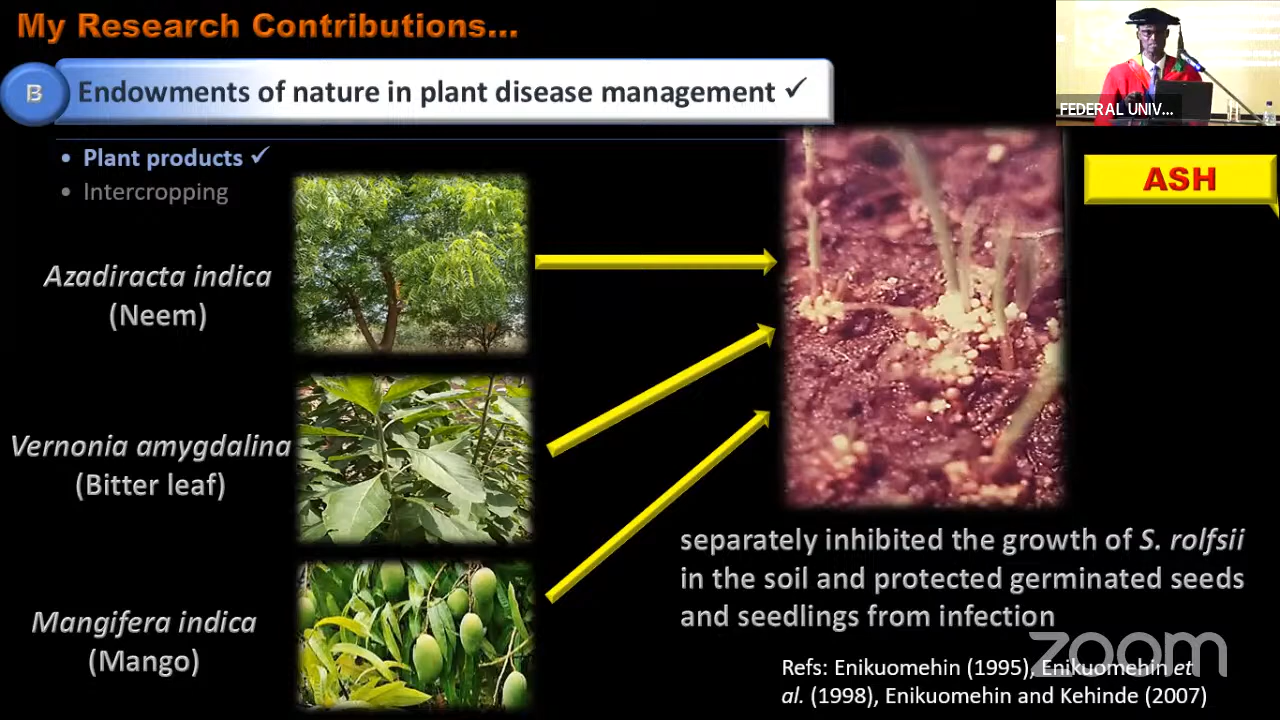 My Research Contributions...
B
Endowments of nature in plant disease management ✓
FEDERAL UNIV...
• Plant products ✓
• Intercropping
ASH
Azadiracta indica
(Neem)
Vernonia amygdalina
(Bitter leaf)
Mangifera indica
(Mango)
separately inhibited the growth of S. rolfsii
in the soil and protected germinated seeds
and seedlings from infection
Refs: Enikuomehin (1995), Enikuomehin et
al. (1998), Enikuomehin and Kehinde (2007)
zoom